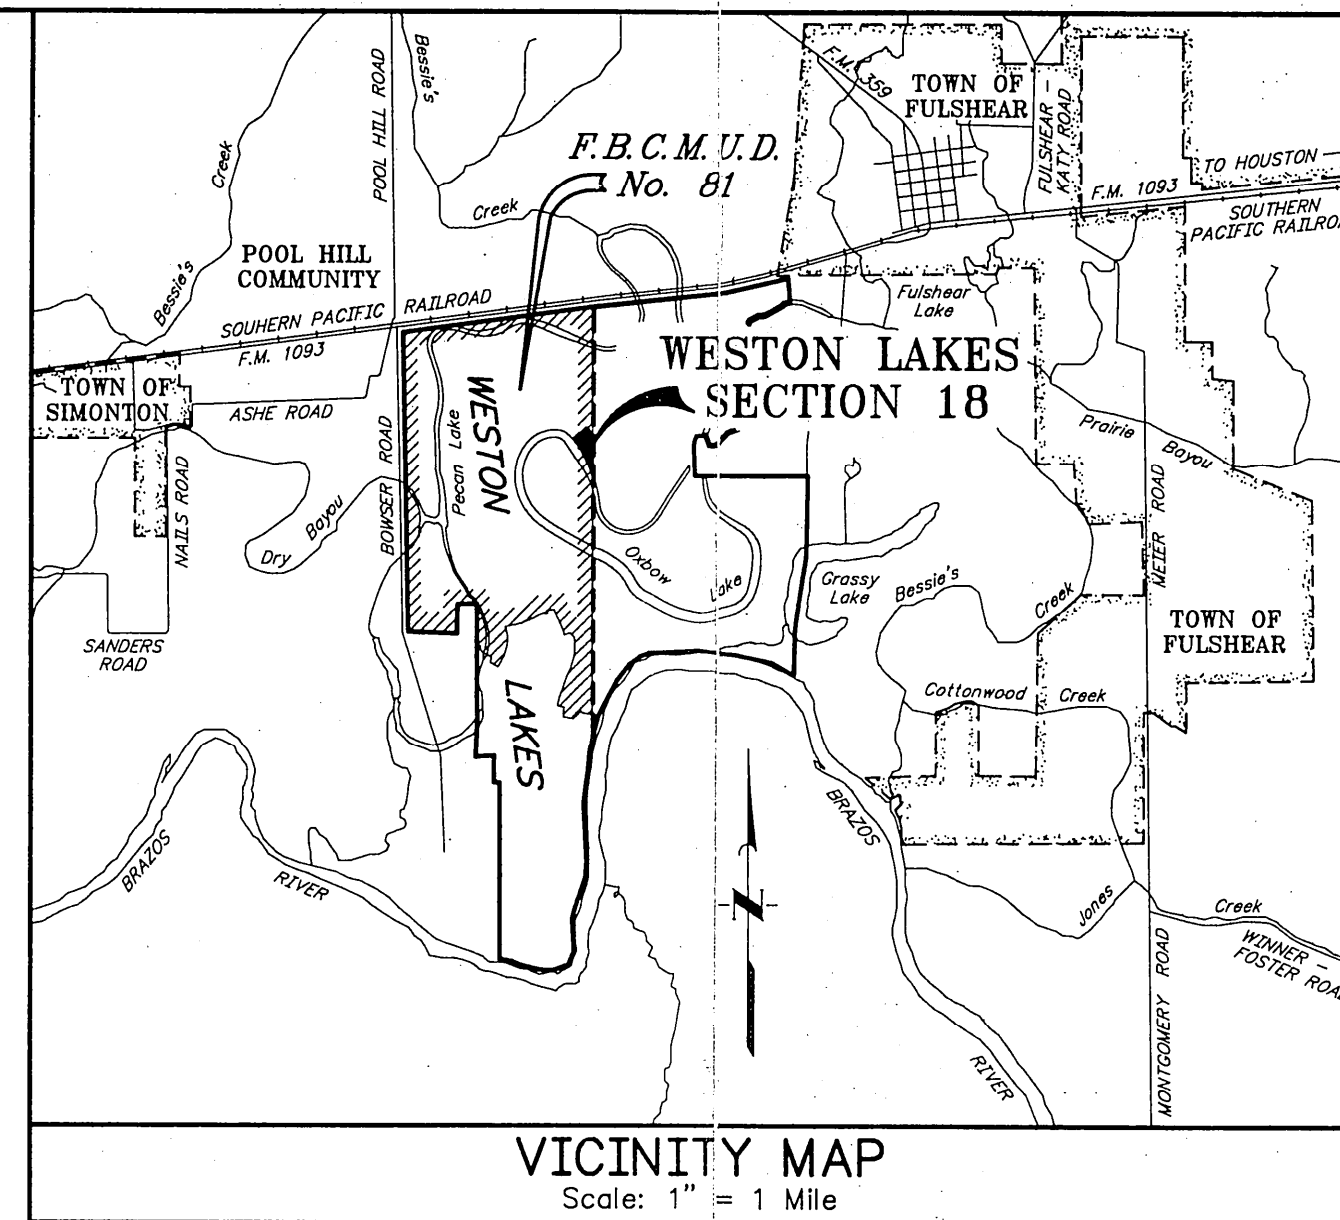 Bessie's
Creek
POOL HILL ROAD
Bessie's
Creek
F.M. 359
TOWN OF
FULSHEAR
FULSHEAR -
KATY ROAD
TO HOUSTON -
F.M. 1093
SOUTHERN
PACIFIC
F.B.C.M.U.D.
No. 81
POOL HILL
COMMUNITY
SOUHERN PACIFIC RAILROAD
F.M. 1093
TOWN OF
SIMONTON
ASHE ROAD
NAILS ROAD
BOWSER ROAD
Pecan Lake
WESTON
LAKES
Fulshear
Lake
WESTON LAKES
SECTION 18
Prairie
Bayou
Dry Bayou
Oxbow
Lake
Grassy
Lake
Bessie's
Creek
MEIER ROAD
TOWN OF
FULSHEAR
SANDERS
ROAD
Cottonwood Creek
BRAZOS
RIVER
BRAZOS
RIVER
N
Jones
Creek
WINNER -
FOSTER
MONTGOMERY ROAD
VICINITY MAP
Scale: 1" = 1 Mile